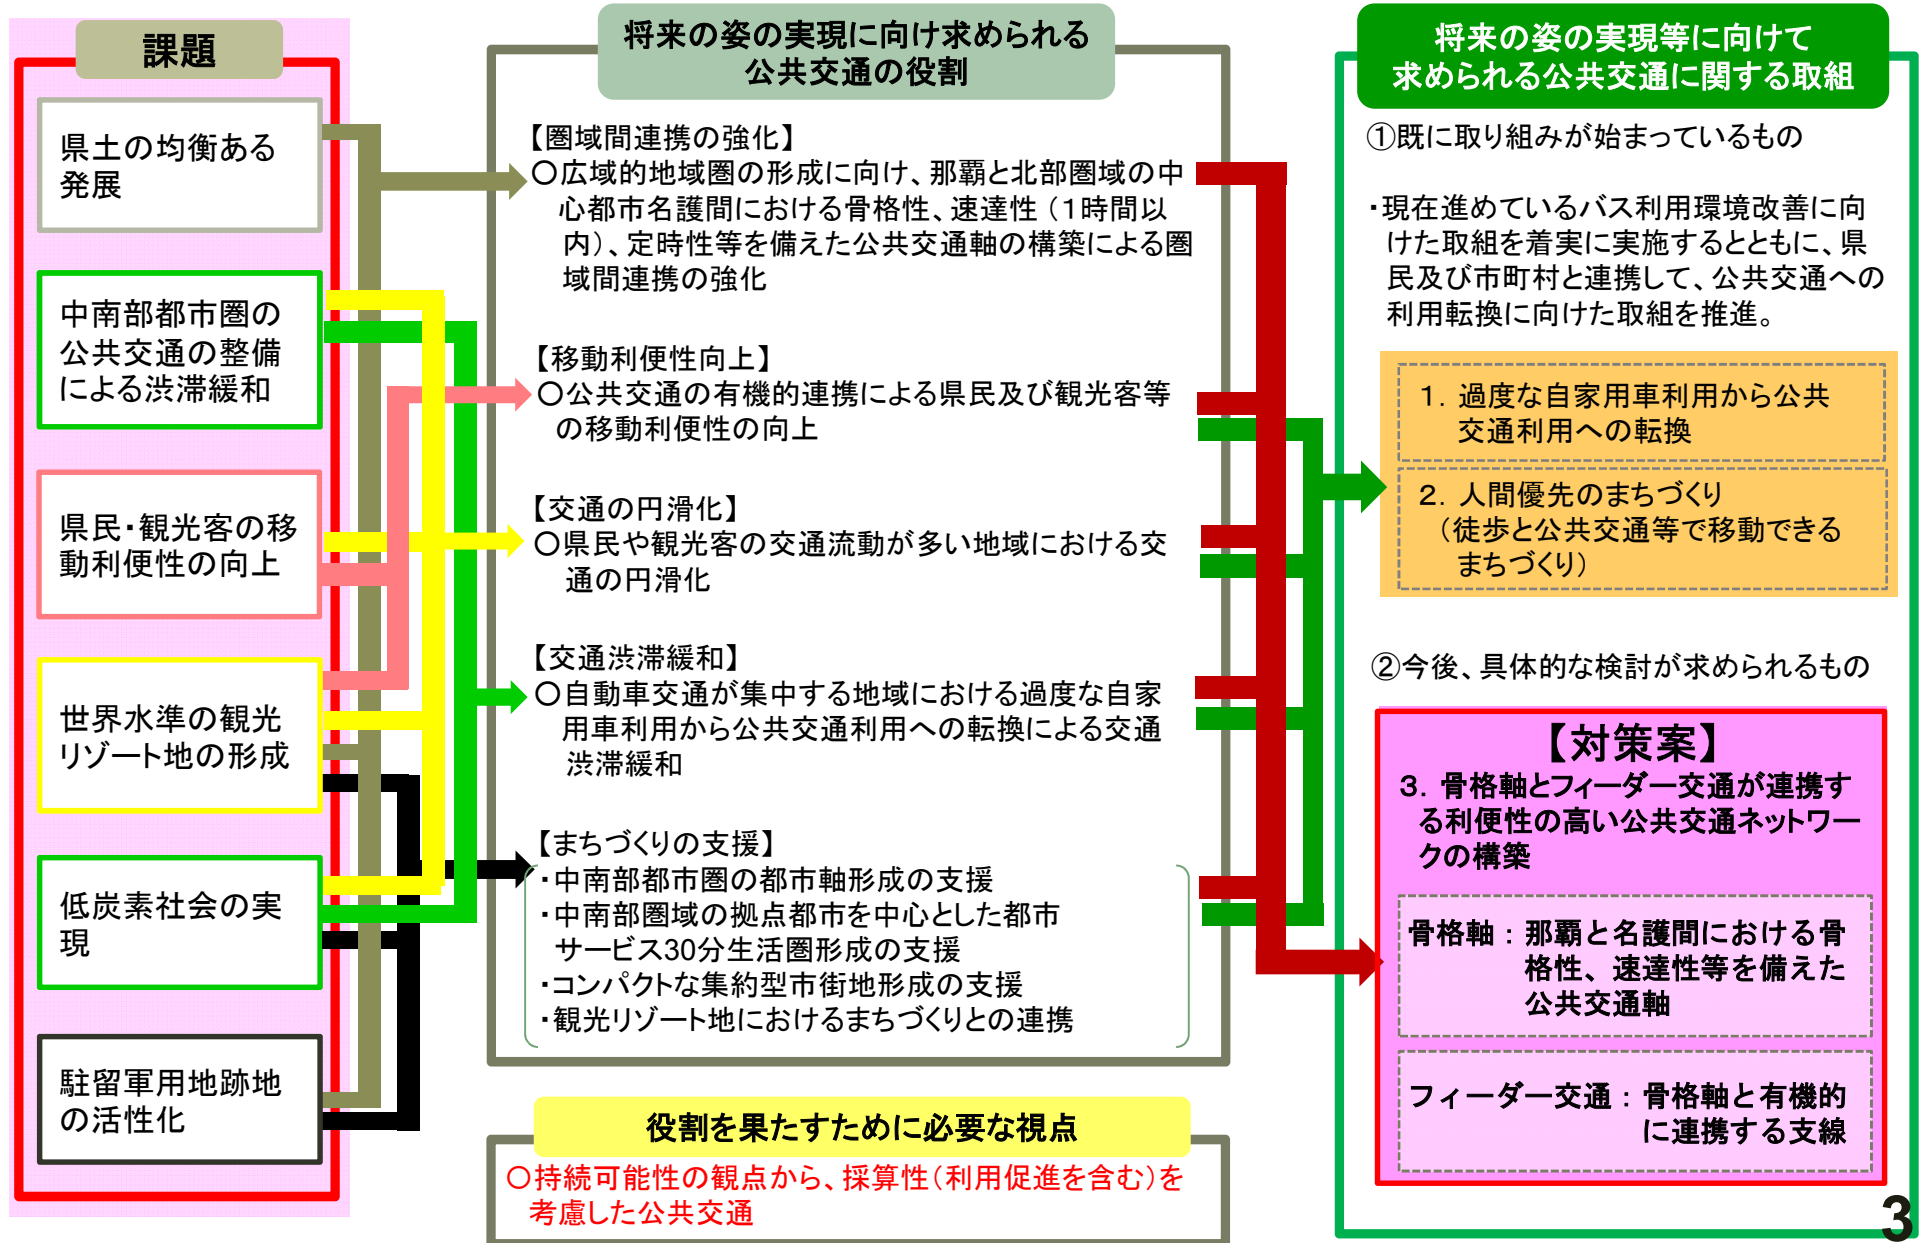 課題
県土の均衡ある
発展
中南部都市圏の
公共交通の整備
による渋滞緩和
県民・観光客の移
動利便性の向上
世界水準の観光
リゾート地の形成
低炭素社会の実
現
駐留軍用地跡地
の活性化
将来の姿の実現に向け求められる
公共交通の役割
【圏域間連携の強化】
○広域的地域圏の形成に向け、那覇と北部圏域の中
心都市名護間における骨格性、速達性（1時間以
内）、定時性等を備えた公共交通軸の構築による圏
域間連携の強化
【移動利便性向上】
○公共交通の有機的連携による県民及び観光客等
の移動利便性の向上
【交通の円滑化】
○県民や観光客の交通流動が多い地域における交
通の円滑化
【交通渋滞緩和】
○自動車交通が集中する地域における過度な自家
用車利用から公共交通利用への転換による交通
渋滞緩和
【まちづくりの支援】
・中南部都市圏の都市軸形成の支援
・中南部圏域の拠点都市を中心とした都市
サービス30分生活圏形成の支援
・コンパクトな集約型市街地形成の支援
・観光リゾート地におけるまちづくりとの連携
役割を果たすために必要な視点
○持続可能性の観点から、採算性（利用促進を含む）を
考慮した公共交通
将来の姿の実現等に向けて
求められる公共交通に関する取組
①既に取り組みが始まっているもの
・現在進めているバス利用環境改善に向
けた取組を着実に実施するとともに、県
民及び市町村と連携して、公共交通への
利用転換に向けた取組を推進。
1．過度な自家用車利用から公共
交通利用への転換
2．人間優先のまちづくり
（徒歩と公共交通等で移動できる
まちづくり）
②今後、具体的な検討が求められるもの
【対策案】
3．骨格軸とフィーダー交通が連携す
る利便性の高い公共交通ネットワー
クの構築
骨格軸：那覇と名護間における骨
格性、速達性等を備えた
公共交通軸
フィーダー交通：骨格軸と有機的
に連携する支線
3